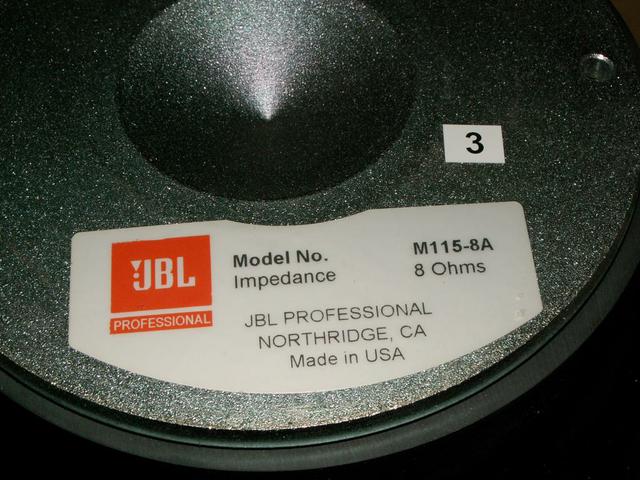 3
JBL
PROFESSIONAL
Model No. M115-8A
Impedance 8 Ohms
JBL PROFESSIONAL
NORTHRIDGE, CA
Made in USA